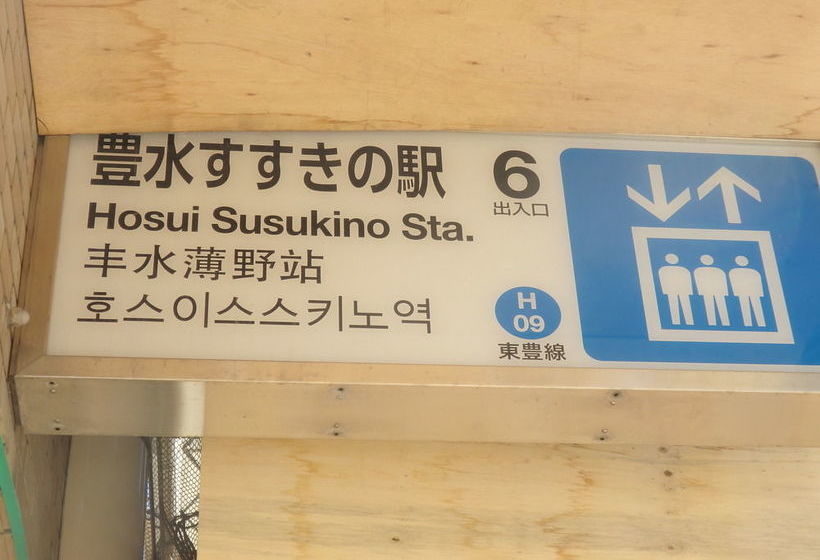 豊水すすきの駅
Hosui Susukino Sta.
丰水薄野站
호스이스스키노역
6
出入口
H
09
東豊線